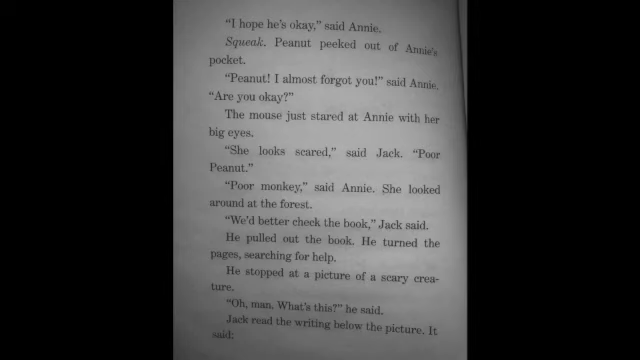 “I hope he’s okay,” said Annie.
Squeak. Peanut peeked out of Annie’s
pocket.
“Peanut! I almost forgot you!” said Annie.
“Are you okay?”
The mouse just stared at Annie with her
big eyes.
“She looks scared,” said Jack. “Poor
Peanut.”
“Poor monkey,” said Annie. She looked
around at the forest.
“We’d better check the book,” Jack said.
He pulled out the book. He turned the
pages, searching for help.
He stopped at a picture of a scary crea-
ture.
“Oh, man. What’s this?” he said.
Jack read the writing below the picture. It
said: